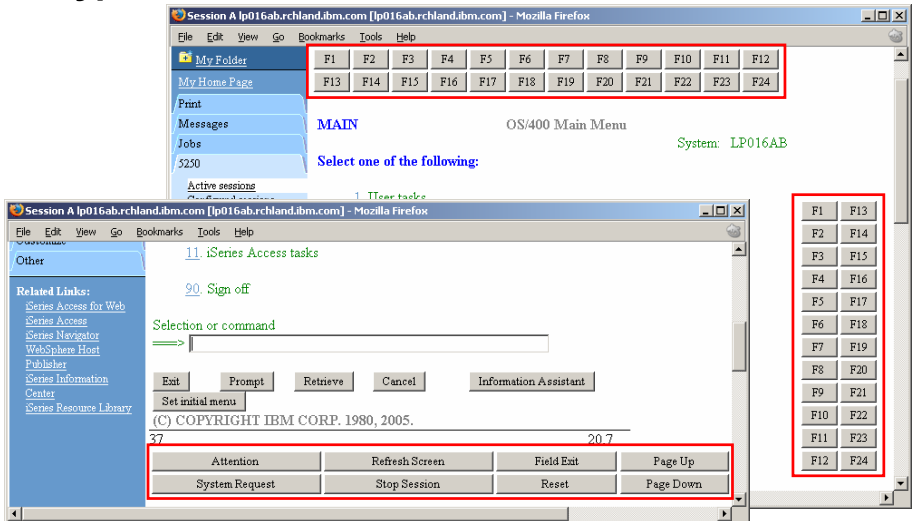 Session A lp016ab.rchland.ibm.com [lp016ab.rchland.ibm.com] - Mozilla Firefox
File Edit View Go Bookmarks Tools Help
My Folder
My Home Page
Print
Messages
Jobs
5250
Active sessions
F1 F2 F3 F4 F5 F6 F7 F8 F9 F10 F11 F12
F13 F14 F15 F16 F17 F18 F19 F20 F21 F22 F23 F24
MAIN OS/400 Main Menu
System: LP016AB
Select one of the following:
1. User tasks
F1 F13
F2 F14
F3 F15
F4 F16
F5 F17
F6 F18
F7 F19
F8 F20
F9 F21
F10 F22
F11 F23
F12 F24
Session A lp016ab.rchland.ibm.com [lp016ab.rchland.ibm.com] - Mozilla Firefox
File Edit View Go Bookmarks Tools Help
Customize
Other
Related Links:
iSeries Access for Web
iSeries Access
iSeries Navigator
WebSphere Host
Publisher
iSeries Information
Center
iSeries Resource Library
11. iSeries Access tasks
90. Sign off
Selection or command
===>
Exit Prompt Retrieve Cancel Information Assistant
Set initial menu
(C) COPYRIGHT IBM CORP. 1980, 2005.
37 20.7
Attention Refresh Screen Field Exit Page Up
System Request Stop Session Reset Page Down